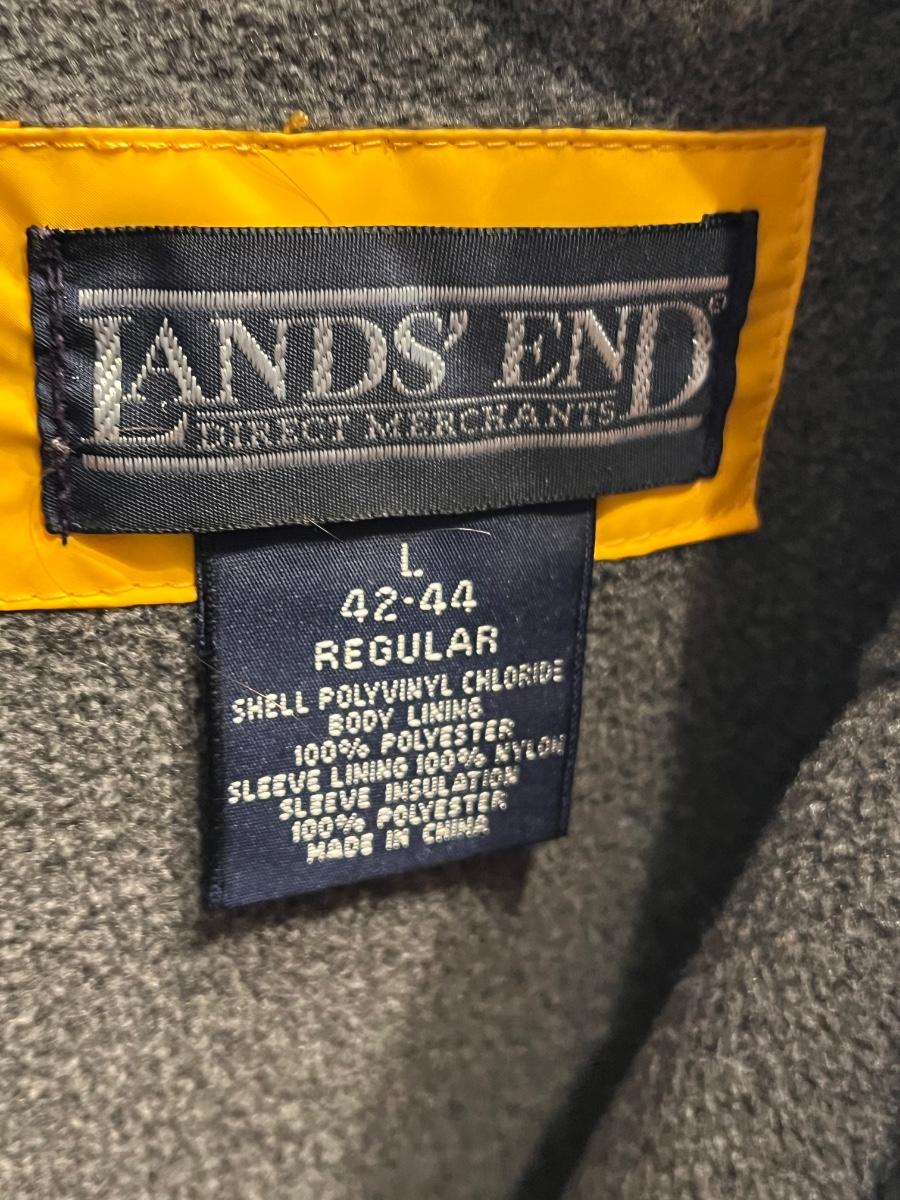 LANDS' END®
DIRECT MERCHANTS
L
42-44
REGULAR
SHELL POLYVINYL CHLORIDE
BODY LINING
100% POLYESTER
SLEEVE LINING 100% NYLON
SLEEVE INSULATION
100% POLYESTER
MADE IN CHINA